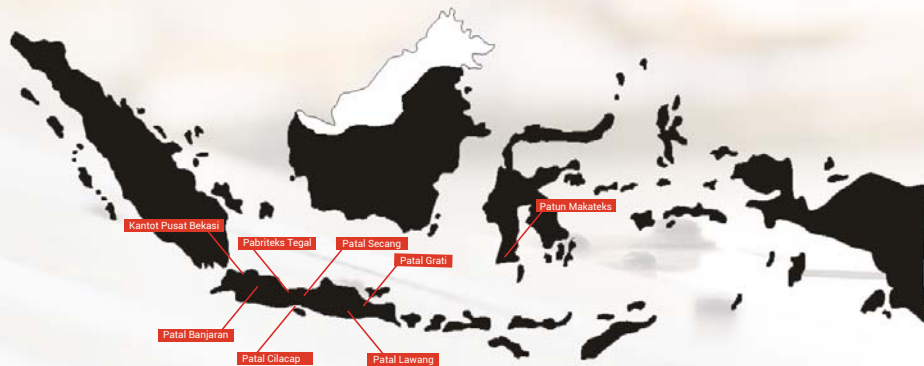 Patun Makateks
Kantot Pusat Bekasi
Pabriteks Tegal
Patal Secang
Patal Grati
Patal Banjaran
Patal Cilacap
Patal Lawang